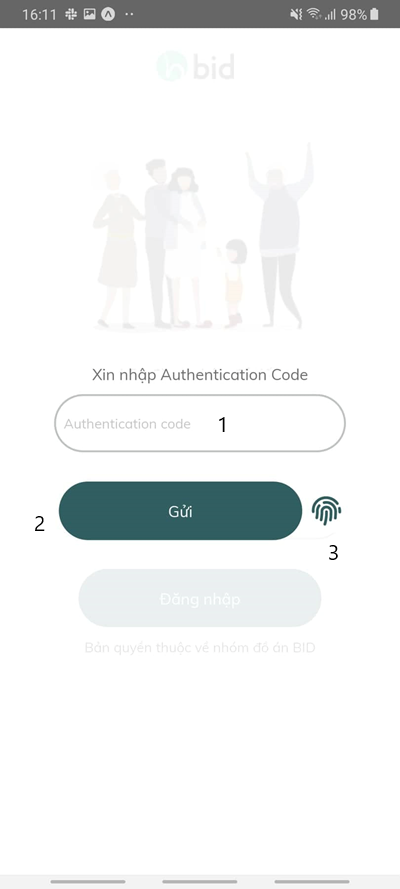 16:11 98%
bid
Xin nhập Authentication Code
Authentication code 1
2 Gửi
3
Đăng nhập
Bản quyền thuộc về nhóm đồ án BID